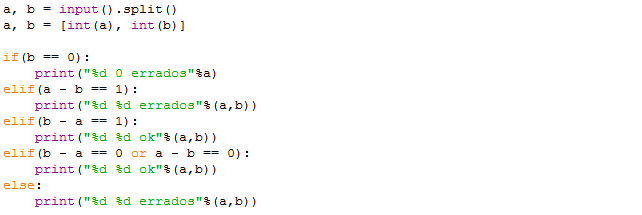 a, b = input().split()
a, b = [int(a), int(b)]
if(b == 0):
    print("%d 0 errados"%a)
elif(a - b == 1):
    print("%d %d errados"%(a,b))
elif(b - a == 1):
    print("%d %d ok"%(a,b))
elif(b - a == 0 or a - b == 0):
    print("%d %d ok"%(a,b))
else:
    print("%d %d errados"%(a,b))